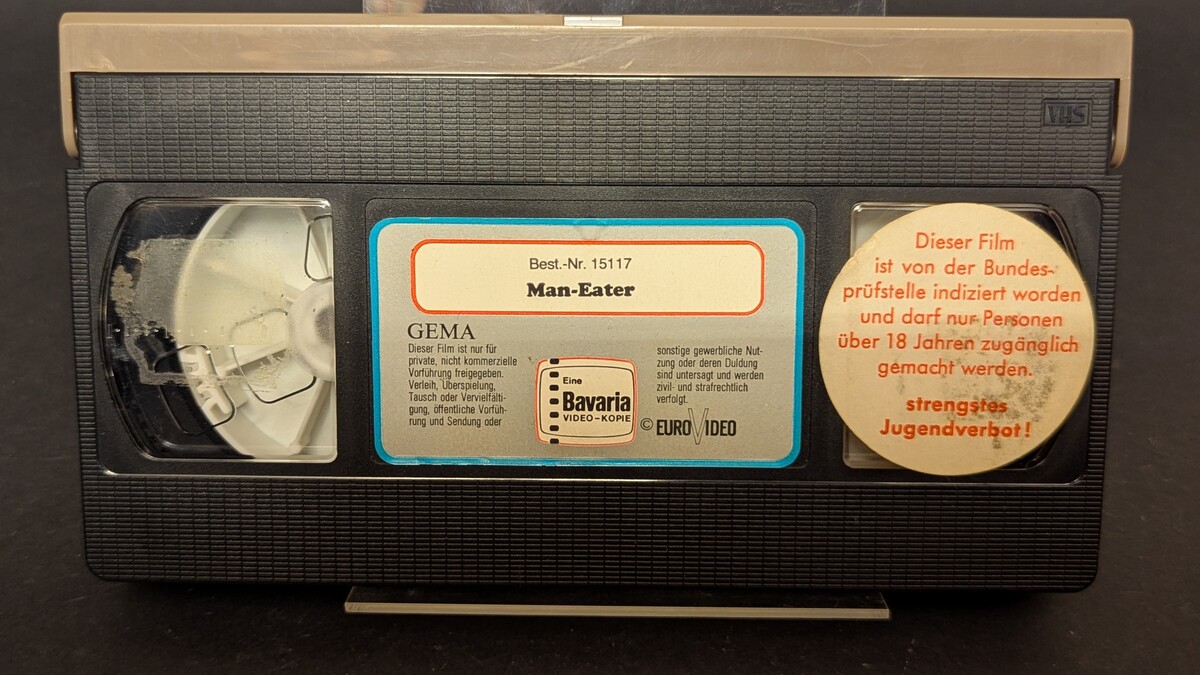 VHS
Best.-Nr. 15117
Man-Eater
GEMA
Dieser Film ist nur für
private, nicht kommerzielle
Vorführung freigegeben.
Verleih, Überspielung,
Tausch oder Vervielfälti-
gung, öffentliche Vorfüh-
rung und Sendung oder
sonstige gewerbliche Nut-
zung oder deren Duldung
sind untersagt und werden
zivil- und strafrechtlich
verfolgt.
Eine
Bavaria
VIDEO-KOPIE
© EUROVIDEO
Dieser Film
ist von der Bundes-
prüfstelle indiziert worden
und darf nur Personen
über 18 Jahren zugänglich
gemacht werden.
strengstes
Jugendverbot!